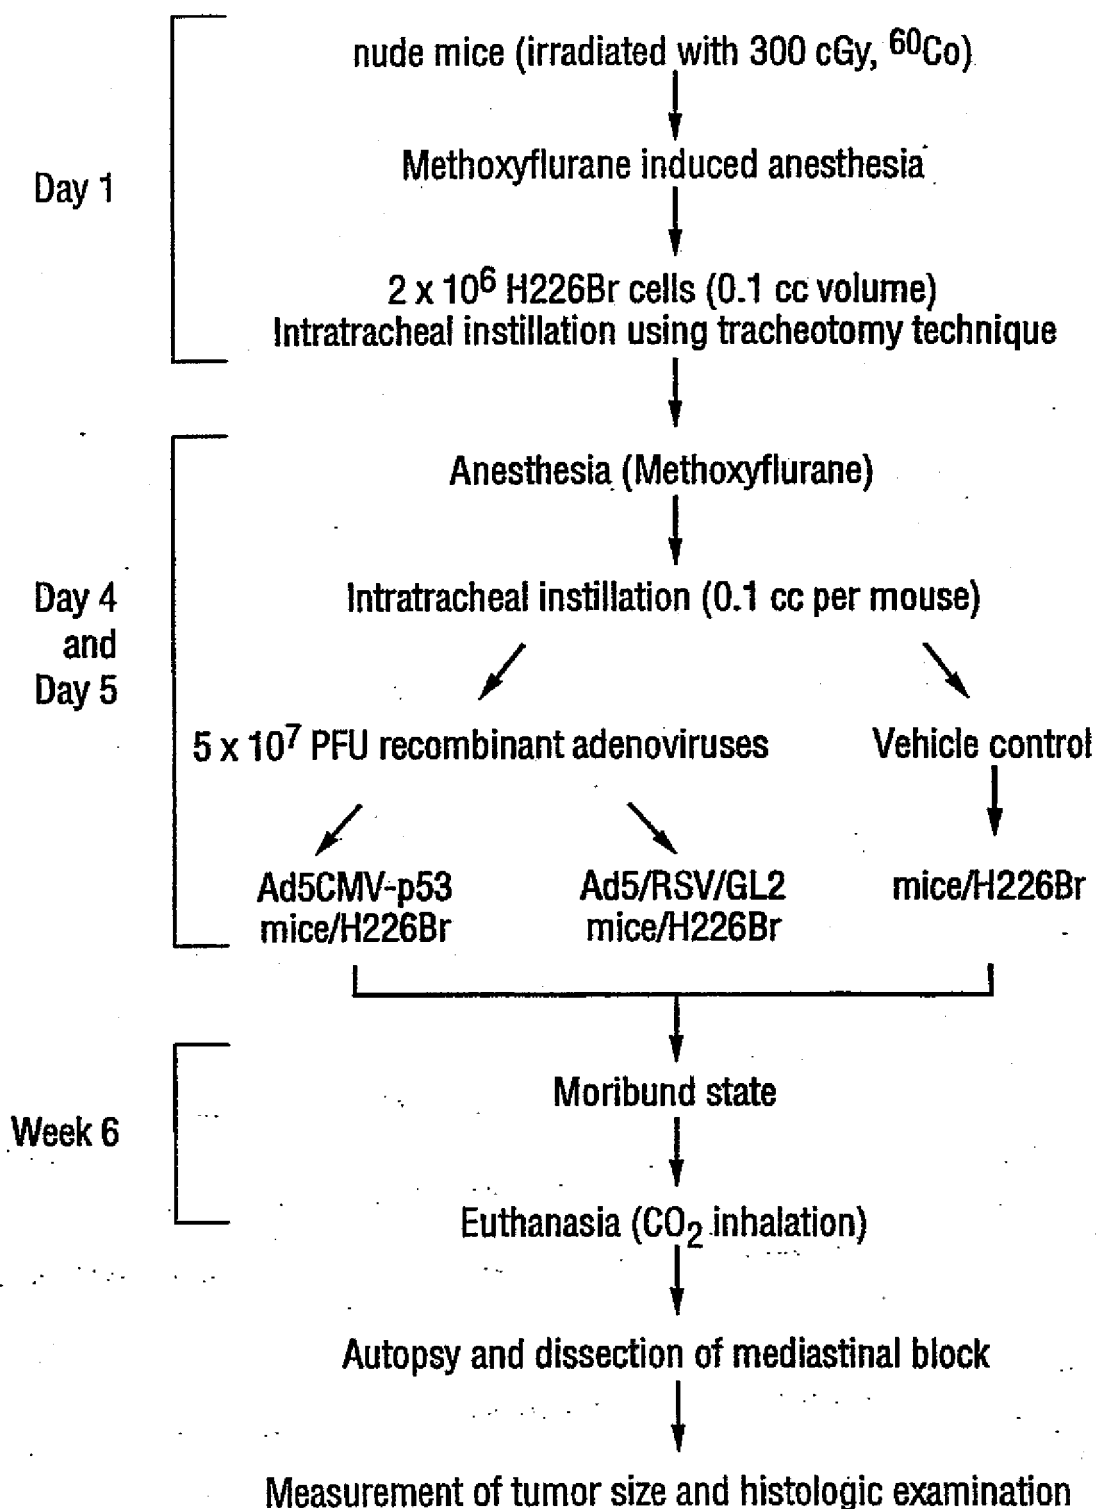 nude mice (irradiated with 300 cGy, ⁶⁰Co)
Day 1
Methoxyflurane induced anesthesia
2 x 10⁶ H226Br cells (0.1 cc volume)
Intratracheal instillation using tracheotomy technique
Anesthesia (Methoxyflurane)
Day 4
and
Day 5
Intratracheal instillation (0.1 cc per mouse)
5 x 10⁷ PFU recombinant adenoviruses
Vehicle control
Ad5CMV-p53
mice/H226Br
Ad5/RSV/GL2
mice/H226Br
mice/H226Br
Week 6
Moribund state
Euthanasia (CO₂ inhalation)
Autopsy and dissection of mediastinal block
Measurement of tumor size and histologic examination